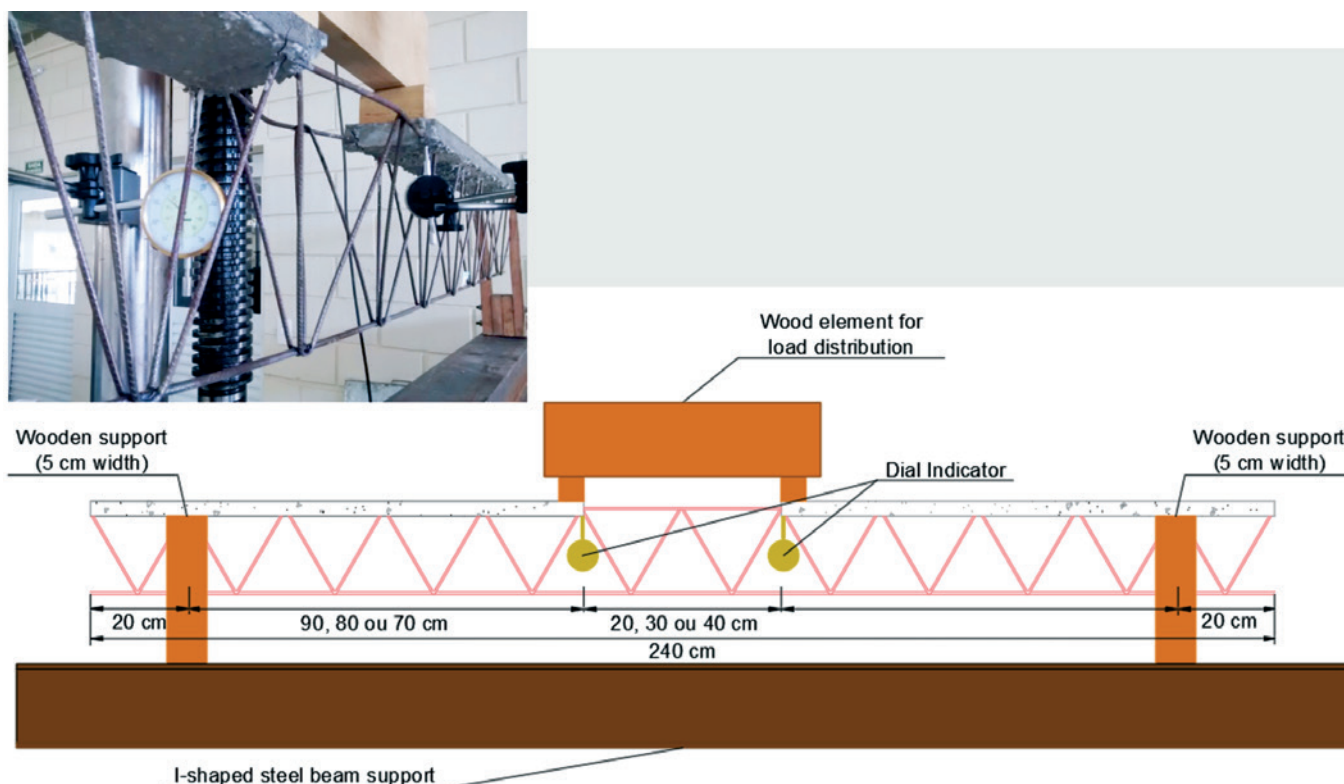 Wood element for
load distribution
Wooden support
(5 cm width)
Wooden support
(5 cm width)
Dial Indicator
20 cm
90, 80 ou 70 cm
20, 30 ou 40 cm
20 cm
240 cm
I-shaped steel beam support